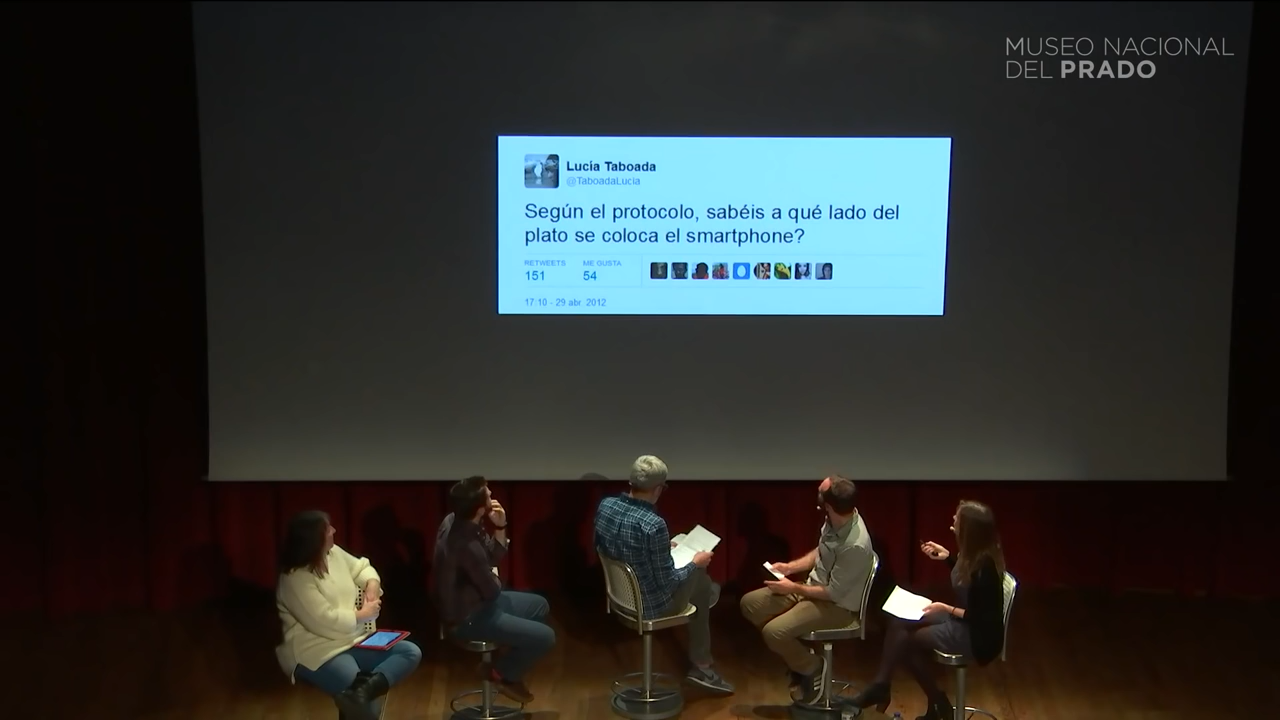 MUSEO NACIONAL
DEL PRADO
Lucía Taboada
@TaboadaLucia
Según el protocolo, sabéis a qué lado del
plato se coloca el smartphone?
RETWEETS ME GUSTA
151 54
17:10 - 29 abr. 2012